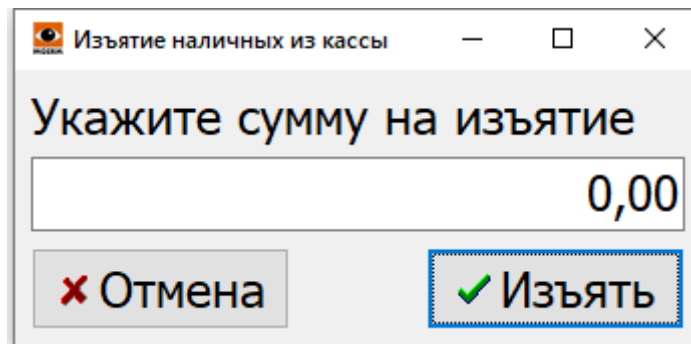 Изъятие наличных из кассы
Укажите сумму на изъятие
0,00
Отмена
Изъять